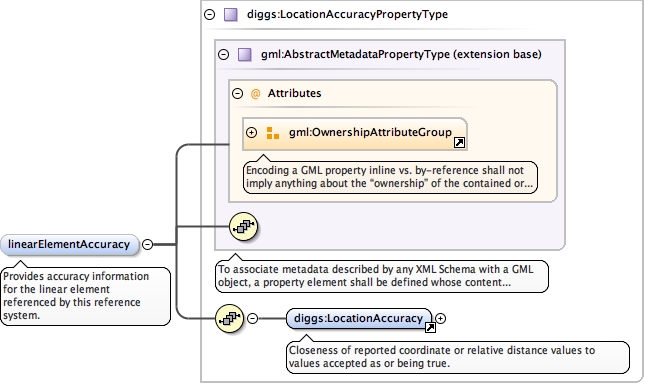 diggs:LocationAccuracyPropertyType
gml:AbstractMetadataPropertyType (extension base)
@ Attributes
gml:OwnershipAttributeGroup
Encoding a GML property inline vs. by-reference shall not
imply anything about the “ownership” of the contained or...
linearElementAccuracy
Provides accuracy information
for the linear element
referenced by this reference
system.
To associate metadata described by any XML Schema with a GML
object, a property element shall be defined whose content...
diggs:LocationAccuracy
Closeness of reported coordinate or relative distance values to
values accepted as or being true.